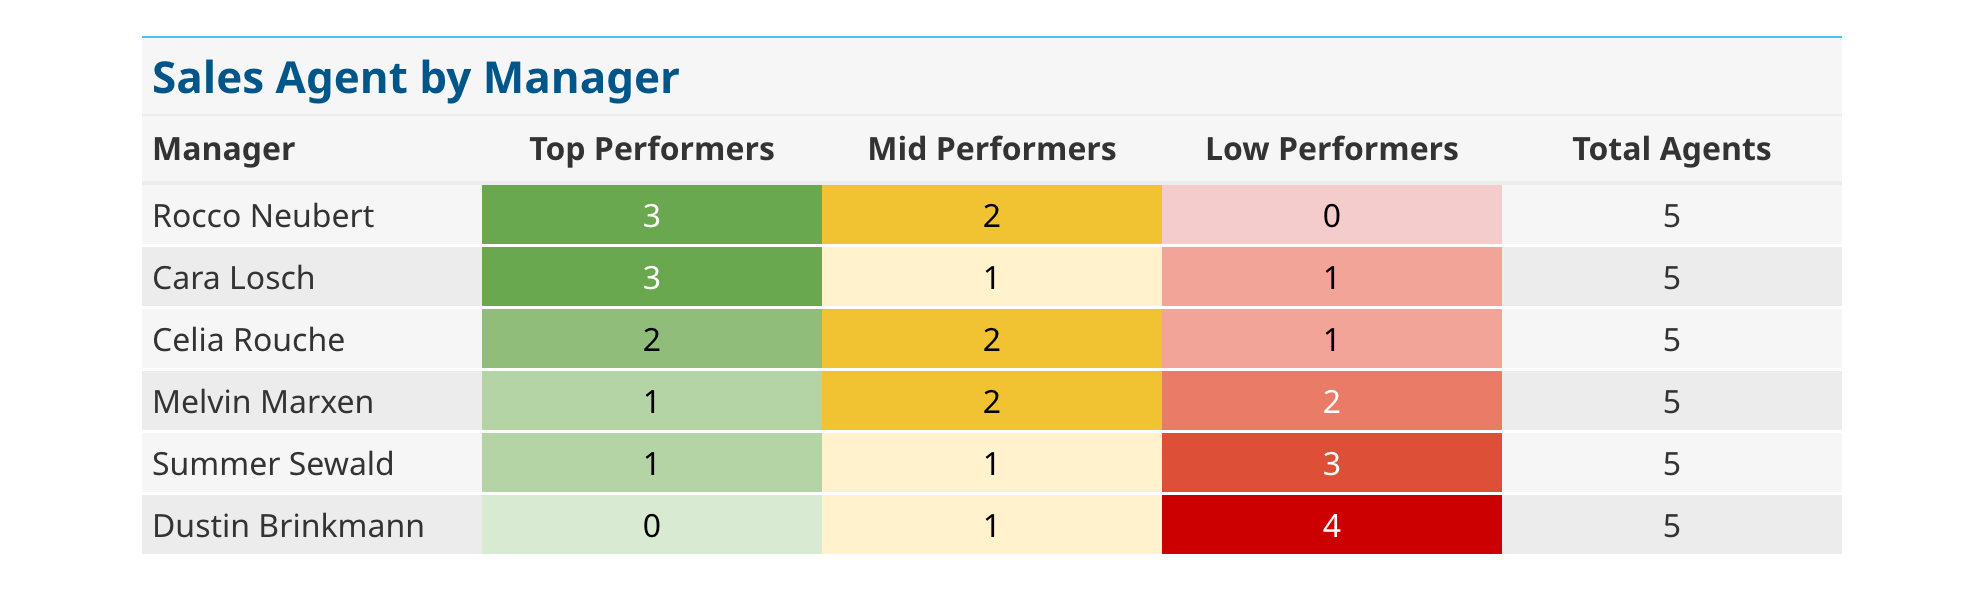 Sales Agent by Manager
Manager Top Performers Mid Performers Low Performers Total Agents
Rocco Neubert 3 2 0 5
Cara Losch 3 1 1 5
Celia Rouche 2 2 1 5
Melvin Marxen 1 2 2 5
Summer Sewald 1 1 3 5
Dustin Brinkmann 0 1 4 5